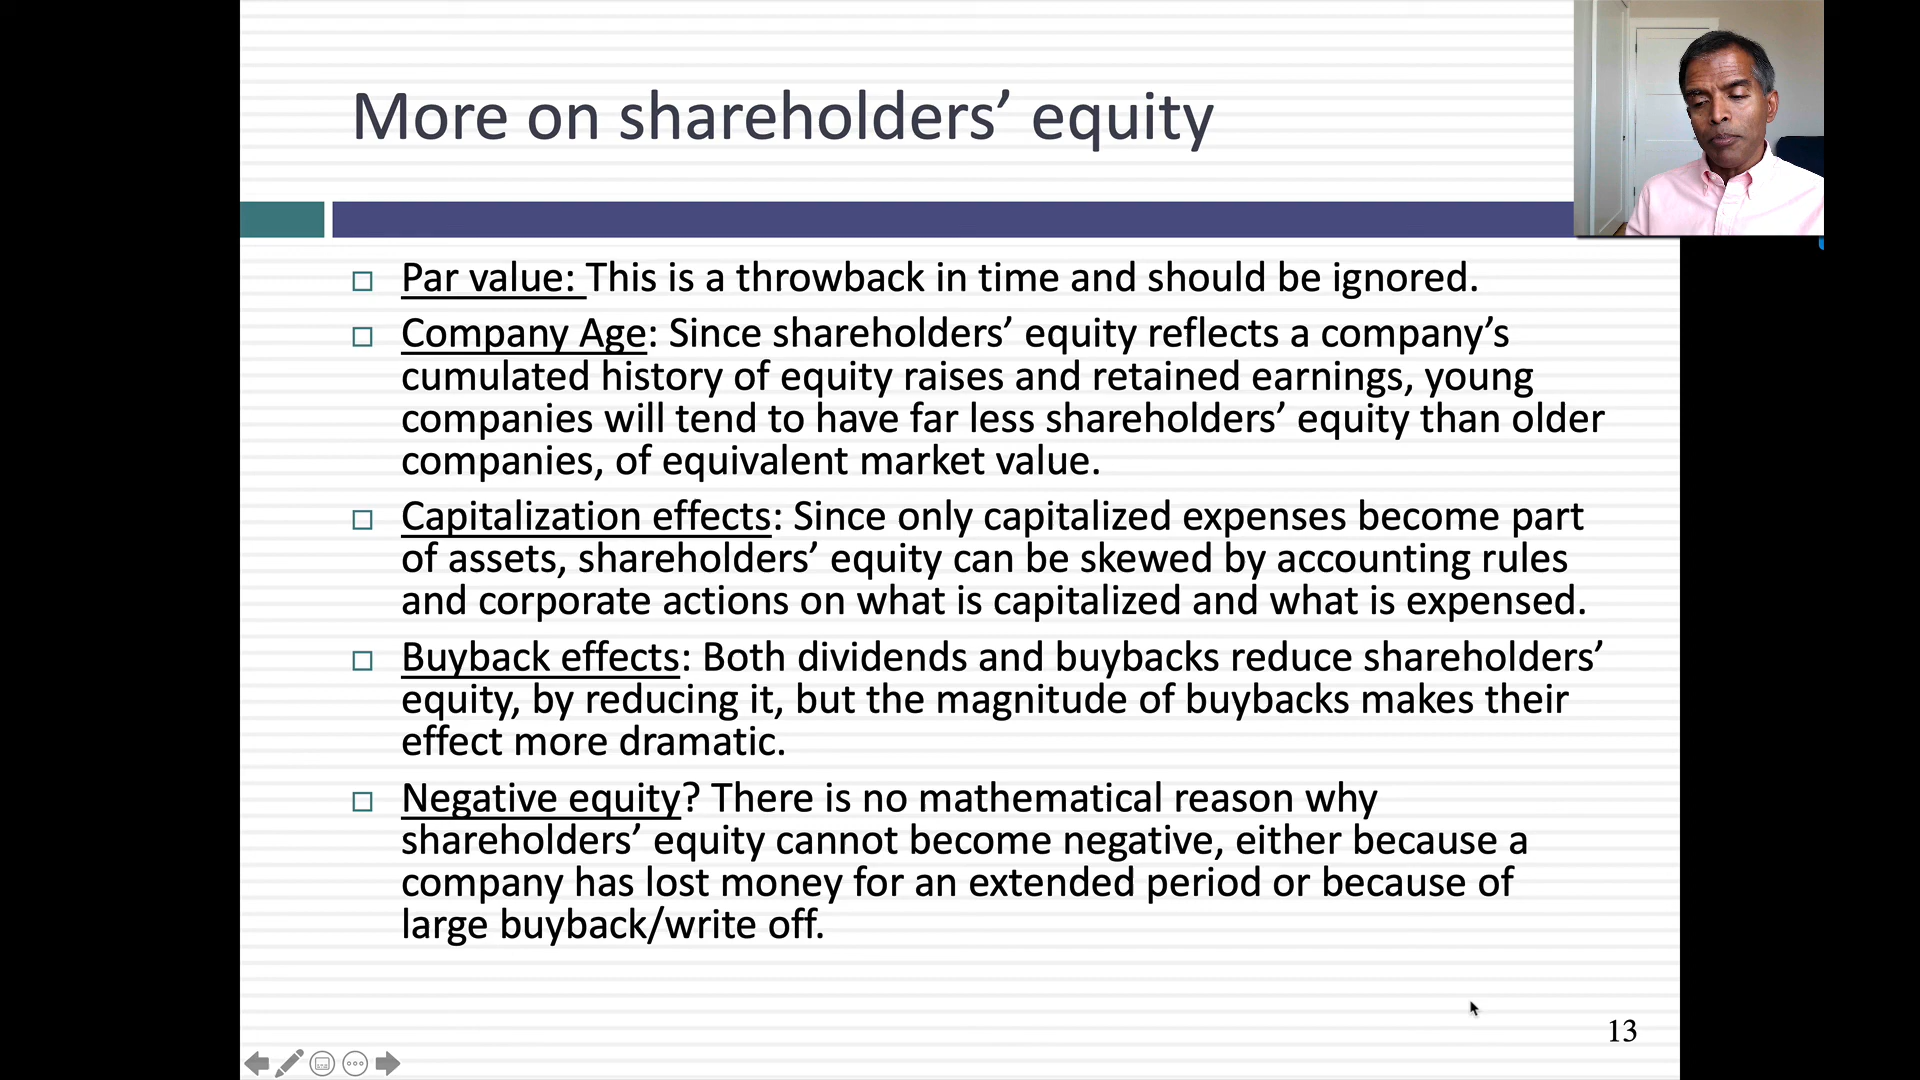 More on shareholders’ equity
Par value: This is a throwback in time and should be ignored.
Company Age: Since shareholders’ equity reflects a company’s
cumulated history of equity raises and retained earnings, young
companies will tend to have far less shareholders’ equity than older
companies, of equivalent market value.
Capitalization effects: Since only capitalized expenses become part
of assets, shareholders’ equity can be skewed by accounting rules
and corporate actions on what is capitalized and what is expensed.
Buyback effects: Both dividends and buybacks reduce shareholders’
equity, by reducing it, but the magnitude of buybacks makes their
effect more dramatic.
Negative equity? There is no mathematical reason why
shareholders’ equity cannot become negative, either because a
company has lost money for an extended period or because of
large buyback/write off.
13